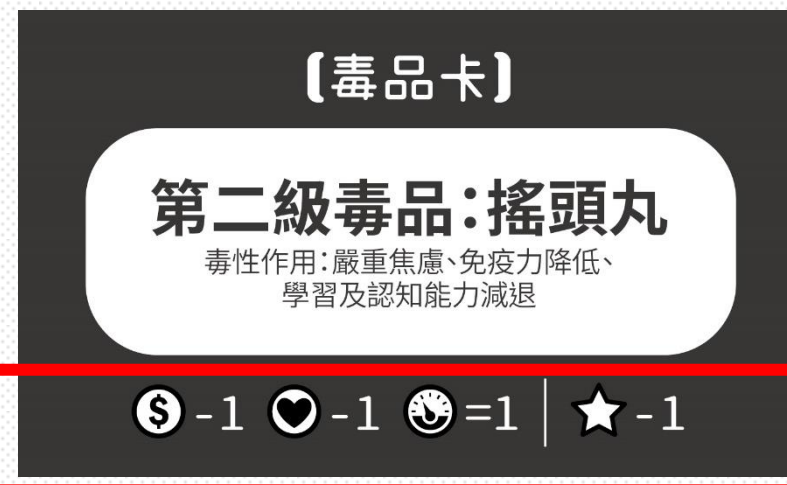 【毒品卡】
第二級毒品：搖頭丸
毒性作用：嚴重焦慮、免疫力降低、
學習及認知能力減退
$ -1 -1 =1 | -1